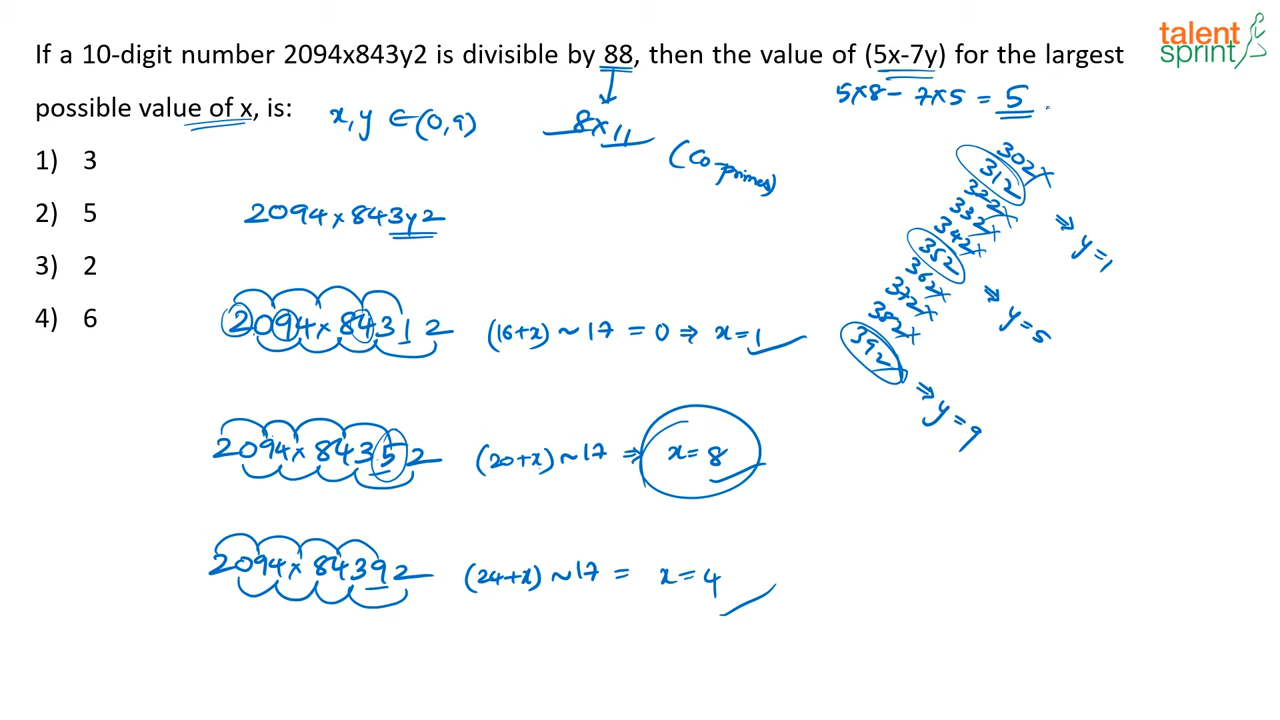 talent
sprint
If a 10-digit number 2094x843y2 is divisible by 88, then the value of (5x-7y) for the largest
possible value of x, is:
5×8 - 7×5 = 5
x, y ∈ (0, 9)
8×11
(Co-primes)
1) 3
2) 5
3) 2
4) 6
2094x843y2
302×
312
322×
332×
342×
352
362×
372×
382×
392
⇒ y=1
⇒ y=5
⇒ y=9
2094x84312 (16+x) ~ 17 = 0 ⇒ x=1
2094x84352 (20+x) ~ 17 ⇒ x= 8
2094x84392 (24+x) ~ 17 = x=4